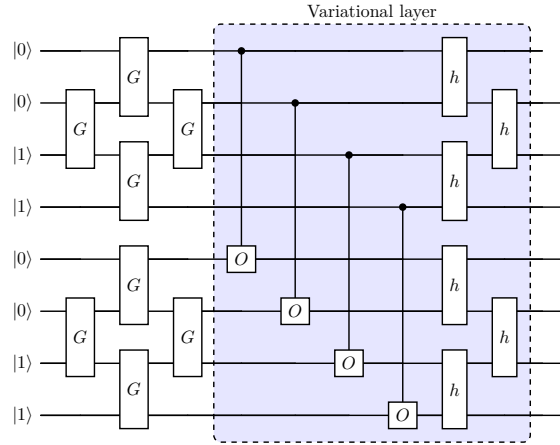 Variational layer
|0⟩ G h
|0⟩ G G h
|1⟩ G h
|1⟩
|0⟩ O G h
|0⟩ O G G h
|1⟩ O G h
|1⟩ O